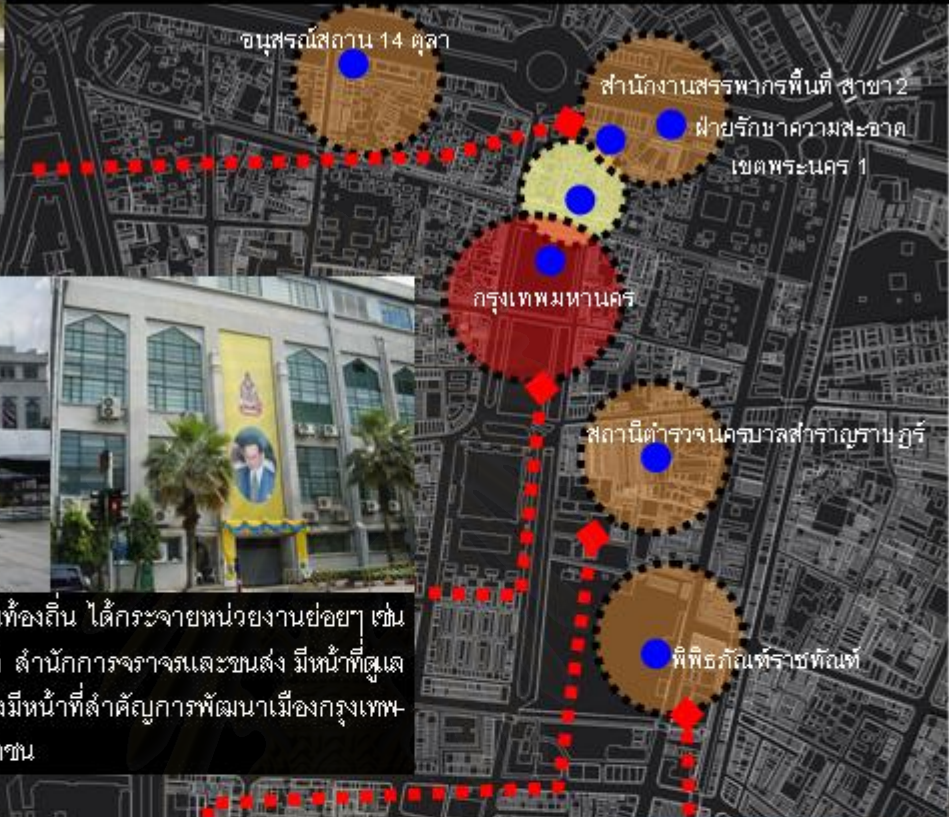 อนุสรณ์สถาน 14 ตุลา
สำนักงานสรรพากรพื้นที่ สาขา 2
ฝ่ายรักษาความสะอาด
เขตพระนคร 1
กรุงเทพมหานคร
สถานีตำรวจนครบาลสำราญราษฎร์
พิพิธภัณฑ์ราชทัณฑ์
ท้องถิ่น ได้กระจายหน่วยงานย่อยๆ เช่น
สำนักการจราจรและขนส่ง มีหน้าที่ดูแล
มีหน้าที่สำคัญการพัฒนาเมืองกรุงเทพ-